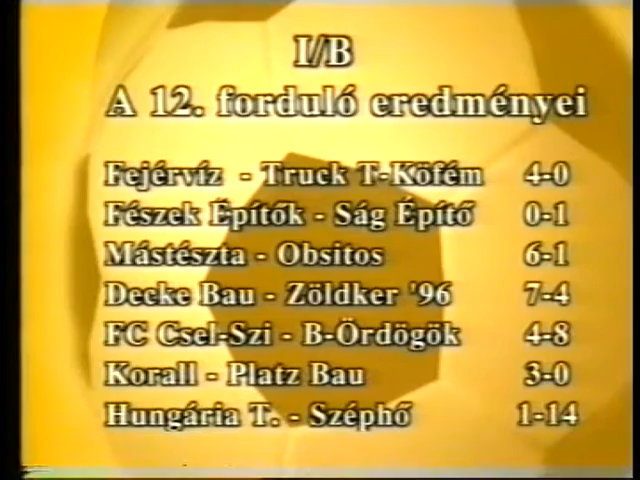 I/B
A 12. forduló eredményei
Fejérvíz - Truck T-Köfém 4-0
Fészek Építők - Ság Építő 0-1
Mástészta - Obsitos 6-1
Decke Bau - Zöldker '96 7-4
FC Csel-Szi - B-Ördögök 4-8
Korall - Platz Bau 3-0
Hungária T. - Széphő 1-14